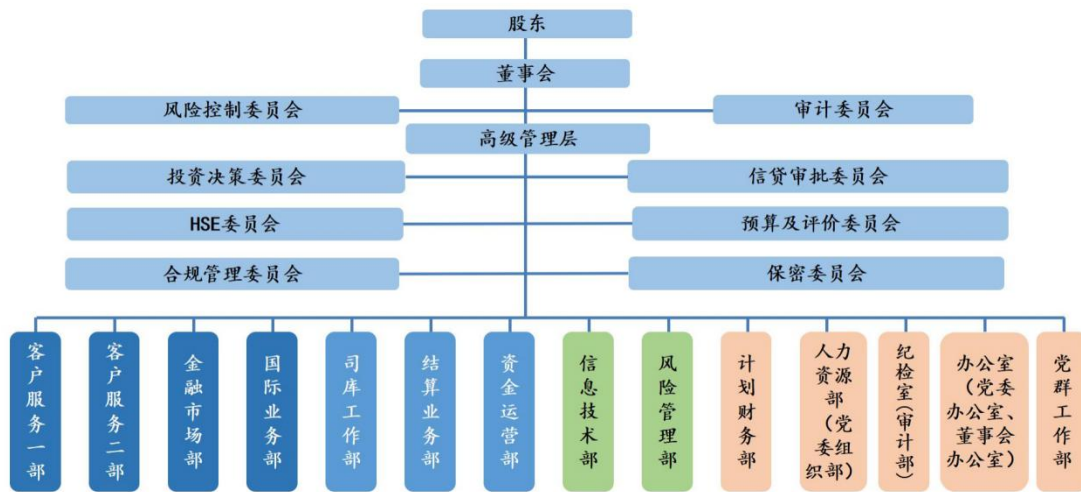 股东
董事会
风险控制委员会
审计委员会
高级管理层
投资决策委员会
信贷审批委员会
HSE委员会
预算及评价委员会
合规管理委员会
保密委员会
客户服务一部
客户服务二部
金融市场部
国际业务部
司库工作部
结算业务部
资金运营部
信息技术部
风险管理部
计划财务部
人力
资源
部（党
委组
织部）
纪检室（审计部）
办公室
（党委
办公室、
董事会
办公室）
党群工作部